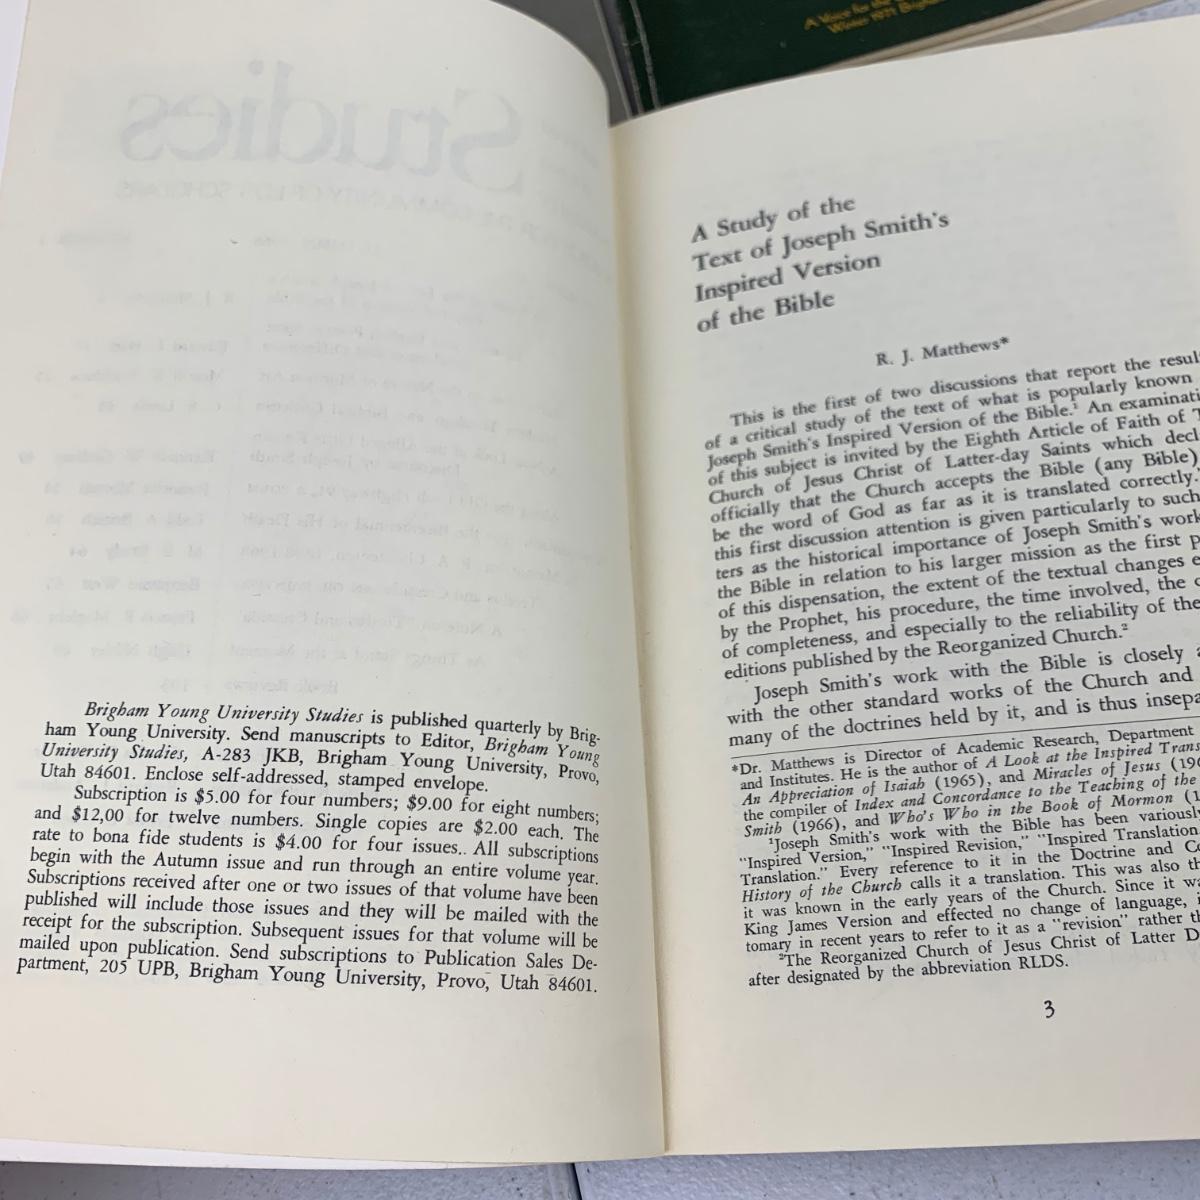 A Voice for the
Winter 1971 Brigham
Studies
Brigham Young University Studies is published quarterly by Brig-
ham Young University. Send manuscripts to Editor, Brigham Young
University Studies, A-283 JKB, Brigham Young University, Provo,
Utah 84601. Enclose self-addressed, stamped envelope.
Subscription is $5.00 for four numbers; $9.00 for eight numbers;
and $12,00 for twelve numbers. Single copies are $2.00 each. The
rate to bona fide students is $4.00 for four issues.. All subscriptions
begin with the Autumn issue and run through an entire volume year.
Subscriptions received after one or two issues of that volume have been
published will include those issues and they will be mailed with the
receipt for the subscription. Subsequent issues for that volume will be
mailed upon publication. Send subscriptions to Publication Sales De-
partment, 205 UPB, Brigham Young University, Provo, Utah 84601.
A Study of the
Text of Joseph Smith's
Inspired Version
of the Bible
R. J. Matthews*
This is the first of two discussions that report the resul
of a critical study of the text of what is popularly known
Joseph Smith's Inspired Version of the Bible.¹ An examinati
of this subject is invited by the Eighth Article of Faith of T
Church of Jesus Christ of Latter-day Saints which decl
officially that the Church accepts the Bible (any Bible)
be the word of God as far as it is translated correctly.
this first discussion attention is given particularly to such
ters as the historical importance of Joseph Smith's work
the Bible in relation to his larger mission as the first p
of this dispensation, the extent of the textual changes e
by the Prophet, his procedure, the time involved, the
of completeness, and especially to the reliability of the
editions published by the Reorganized Church.²
Joseph Smith's work with the Bible is closely a
with the other standard works of the Church and
many of the doctrines held by it, and is thus insepa
*Dr. Matthews is Director of Academic Research, Department
and Institutes. He is the author of A Look at the Inspired Trans
An Appreciation of Isaiah (1965), and Miracles of Jesus (196
the compiler of Index and Concordance to the Teaching of the
Smith (1966), and Who's Who in the Book of Mormon (1
¹Joseph Smith's work with the Bible has been variously
"Inspired Version," "Inspired Revision," "Inspired Translation
Translation." Every reference to it in the Doctrine and Co
History of the Church calls it a translation. This was also th
it was known in the early years of the Church. Since it wa
King James Version and effected no change of language, i
tomary in recent years to refer to it as a "revision" rather th
²The Reorganized Church of Jesus Christ of Latter D
after designated by the abbreviation RLDS.
3